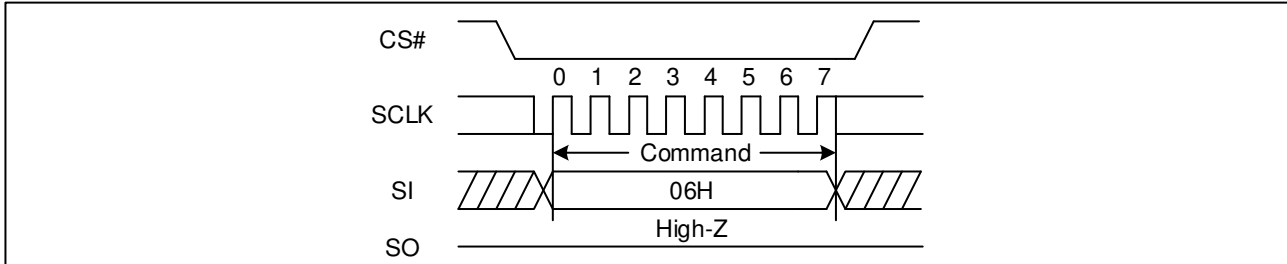 CS#
0 1 2 3 4 5 6 7
SCLK
Command
SI
06H
High-Z
SO